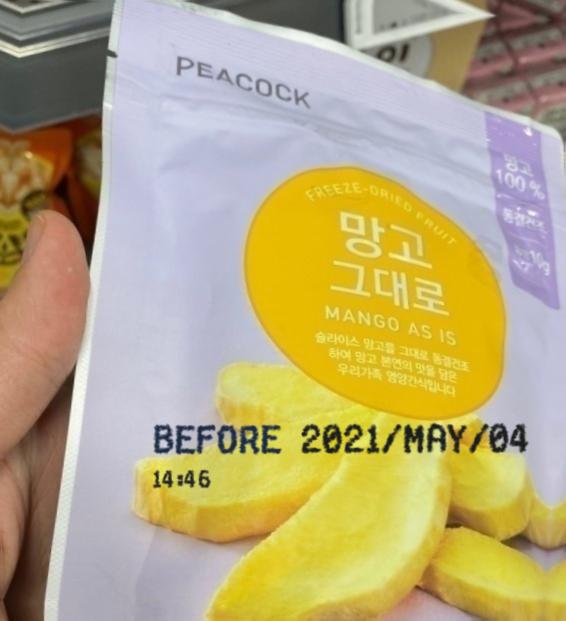 PEACOCK
망고
100%
동결건조
10g
FREEZE-DRIED FRUIT
망고
그대로
MANGO AS IS
슬라이스 망고를 그대로 동결건조
하여 망고 본연의 맛을 담은
우리가족 영양간식입니다
BEFORE 2021/MAY/04
14:46